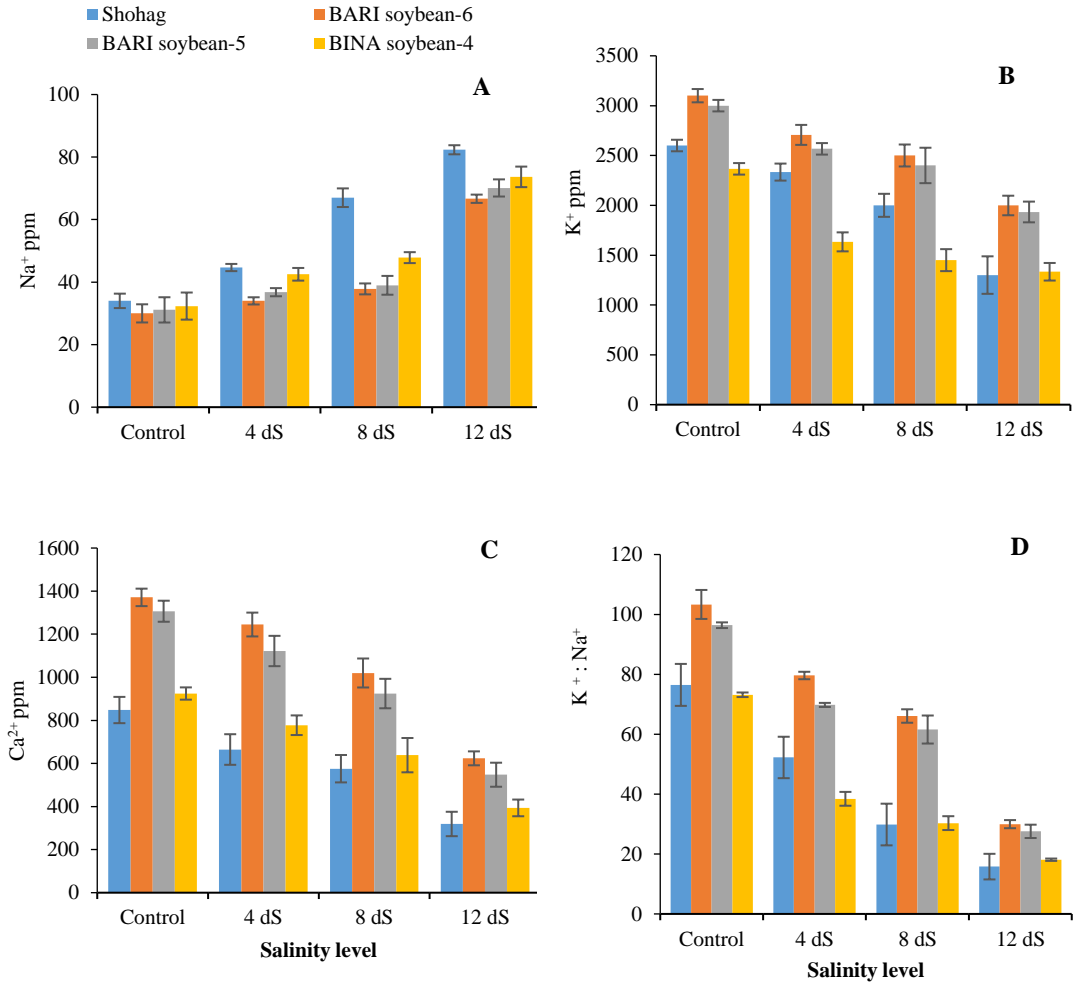 Shohag
BARI soybean-6
BARI soybean-5
BINA soybean-4
A
Na⁺ ppm
100
80
60
40
20
0
Control 4 dS 8 dS 12 dS
B
K⁺ ppm
3500
3000
2500
2000
1500
1000
500
0
Control 4 dS 8 dS 12 dS
C
Ca²⁺ ppm
1600
1400
1200
1000
800
600
400
200
0
Control 4 dS 8 dS 12 dS
Salinity level
D
K⁺ : Na⁺
120
100
80
60
40
20
0
Control 4 dS 8 dS 12 dS
Salinity level